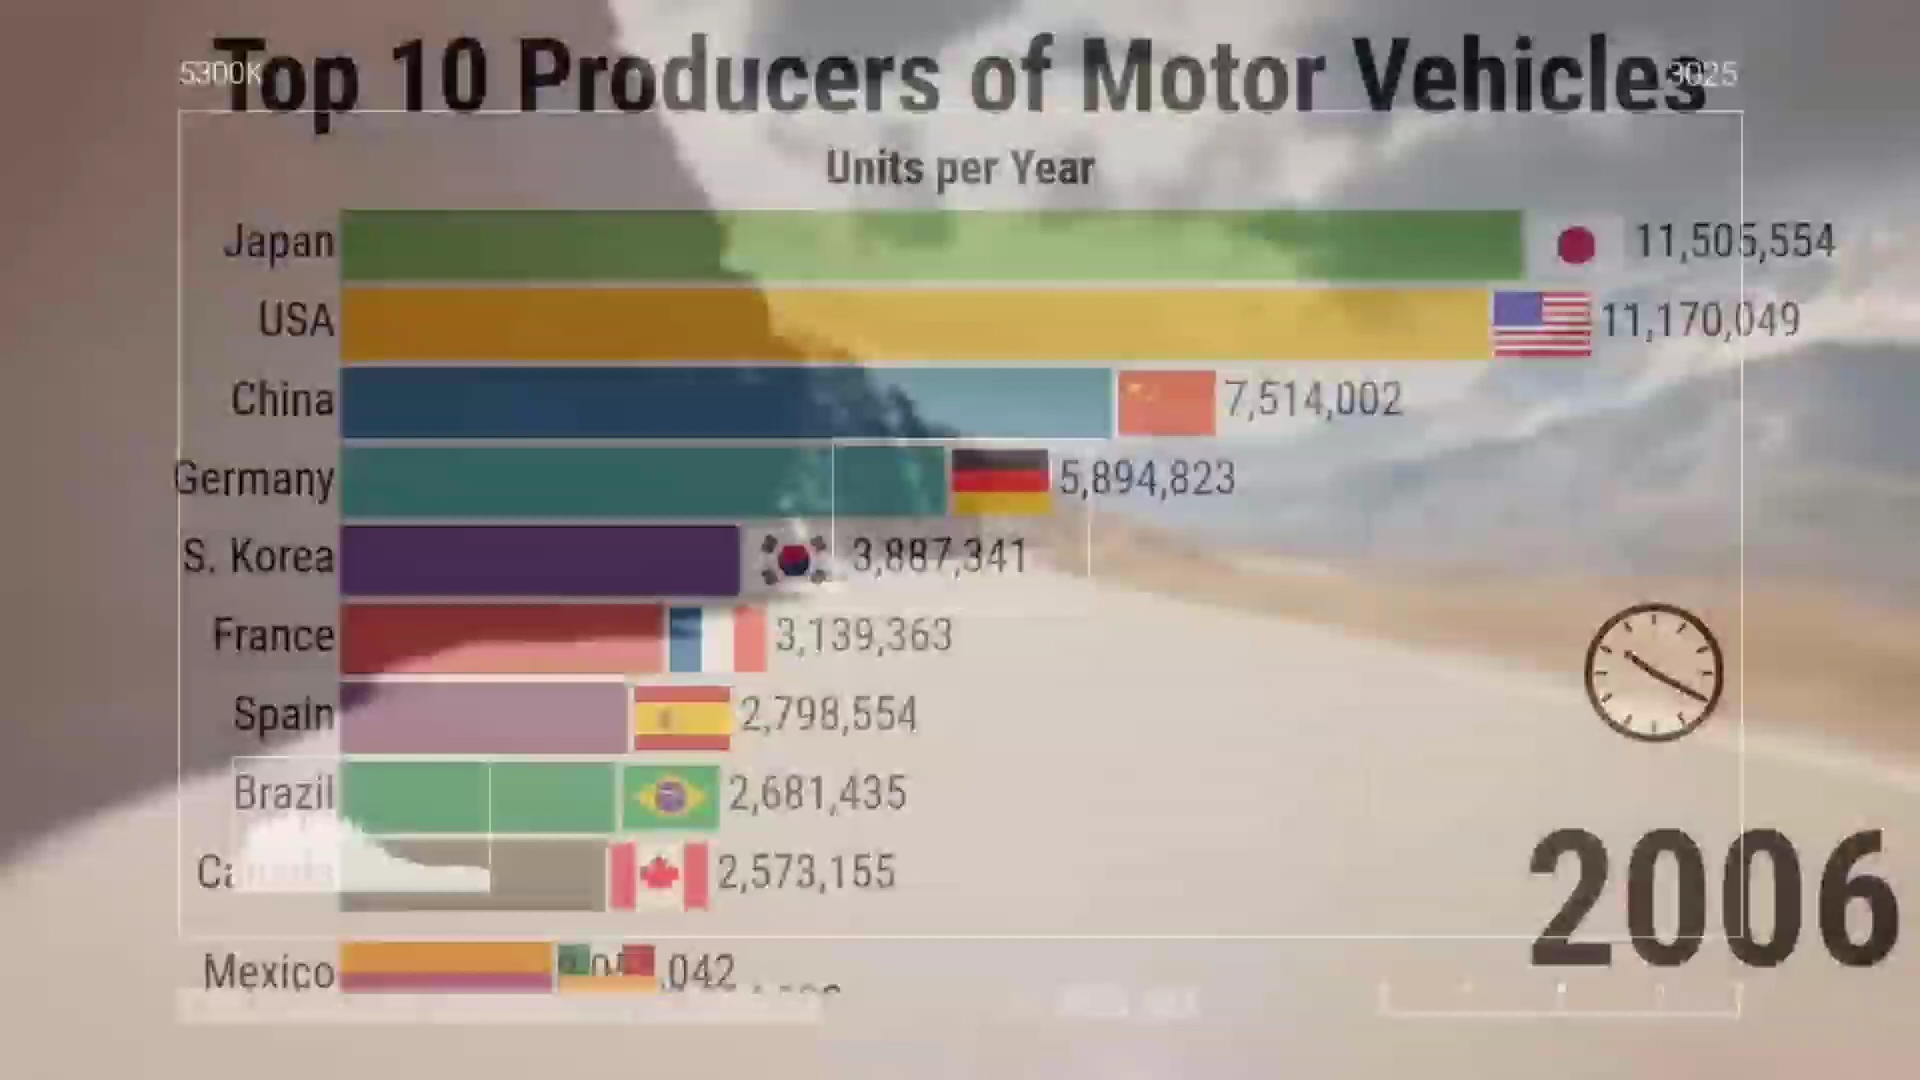 Top 10 Producers of Motor Vehicles
5300K
3025
Units per Year
Japan 11,505,554
USA 11,170,049
China 7,514,002
Germany 5,894,823
S. Korea 3,887,341
France 3,139,363
Spain 2,798,554
Brazil 2,681,435
Canada 2,573,155
Mexico
2006